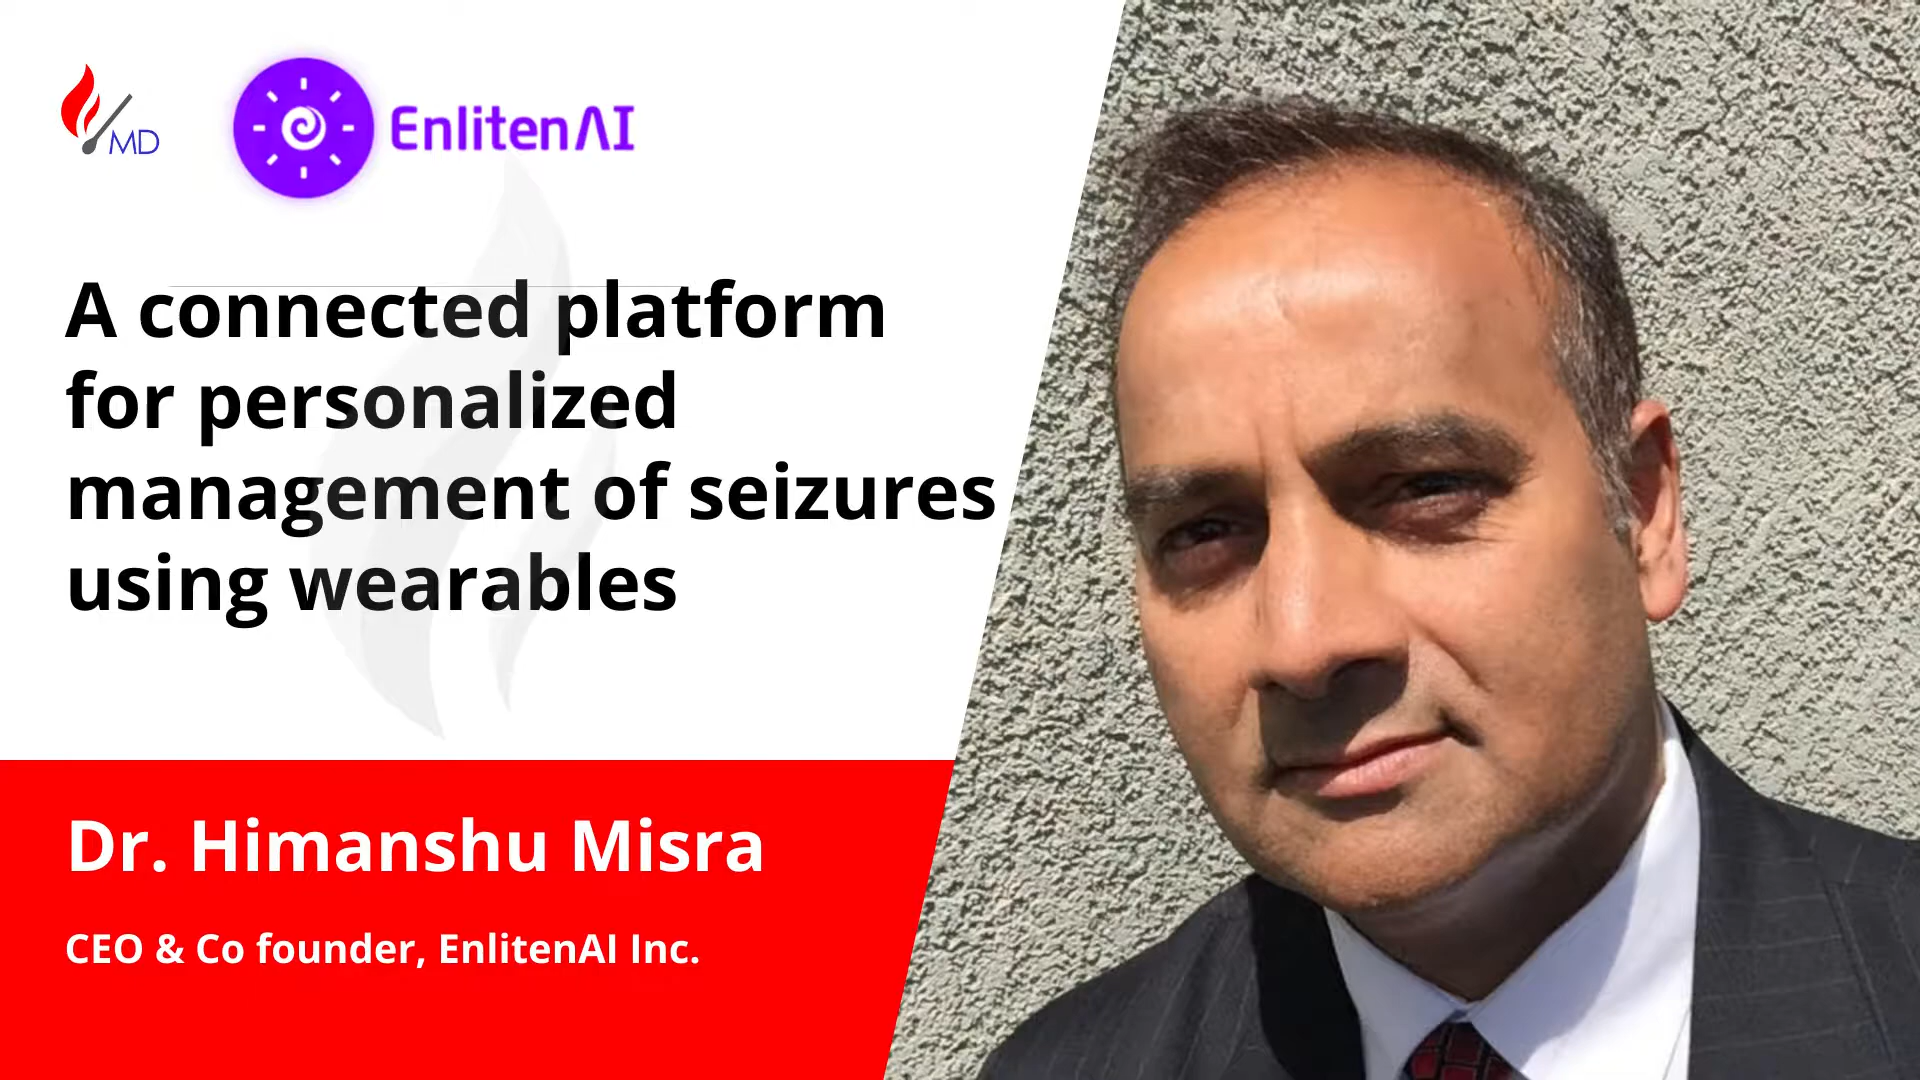 MD
EnlitenAI
A connected platform
for personalized
management of seizures
using wearables
Dr. Himanshu Misra
CEO & Co founder, EnlitenAI Inc.